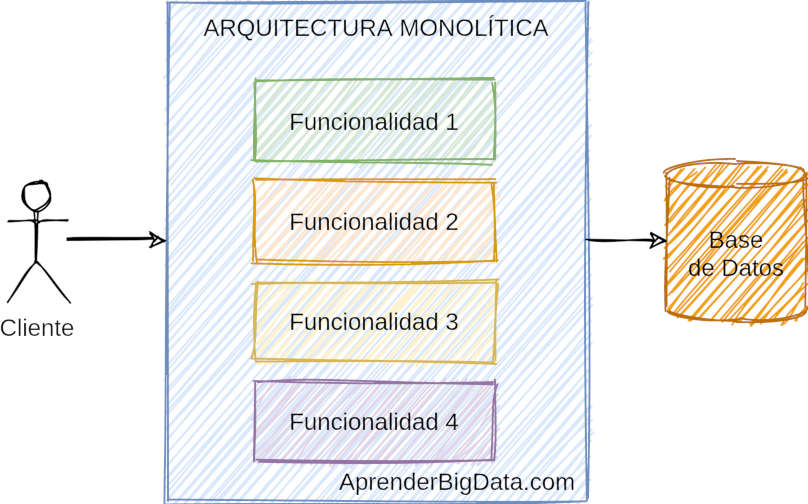 ARQUITECTURA MONOLÍTICA
Funcionalidad 1
Funcionalidad 2
Funcionalidad 3
Funcionalidad 4
Cliente
Base
de Datos
AprenderBigData.com